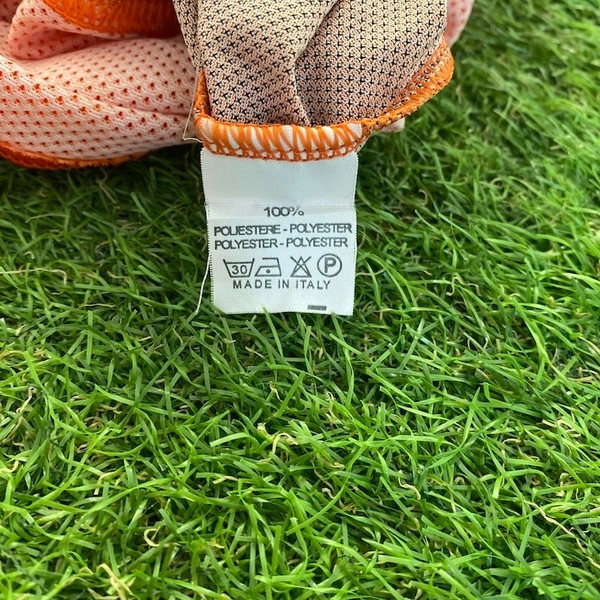 100%
POLIESTERE - POLYESTER
POLYESTER - POLYESTER
30 P
MADE IN ITALY